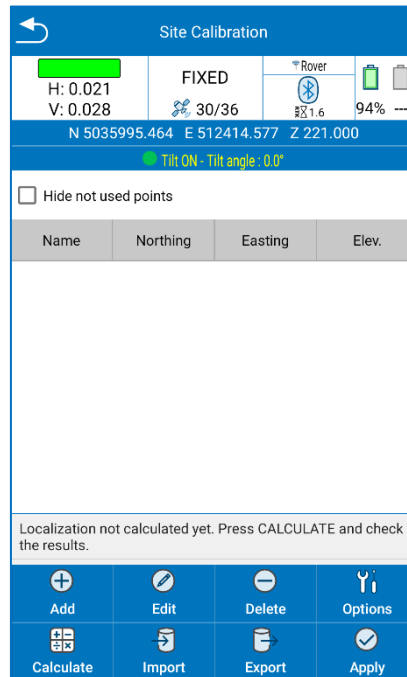 Site Calibration
H: 0.021
V: 0.028
FIXED
30/36
Rover
1.6
94%
---
N 5035995.464 E 512414.577 Z 221.000
Tilt ON - Tilt angle : 0.0°
Hide not used points
Name Northing Easting Elev.
Localization not calculated yet. Press CALCULATE and check
the results.
Add Edit Delete Options
Calculate Import Export Apply